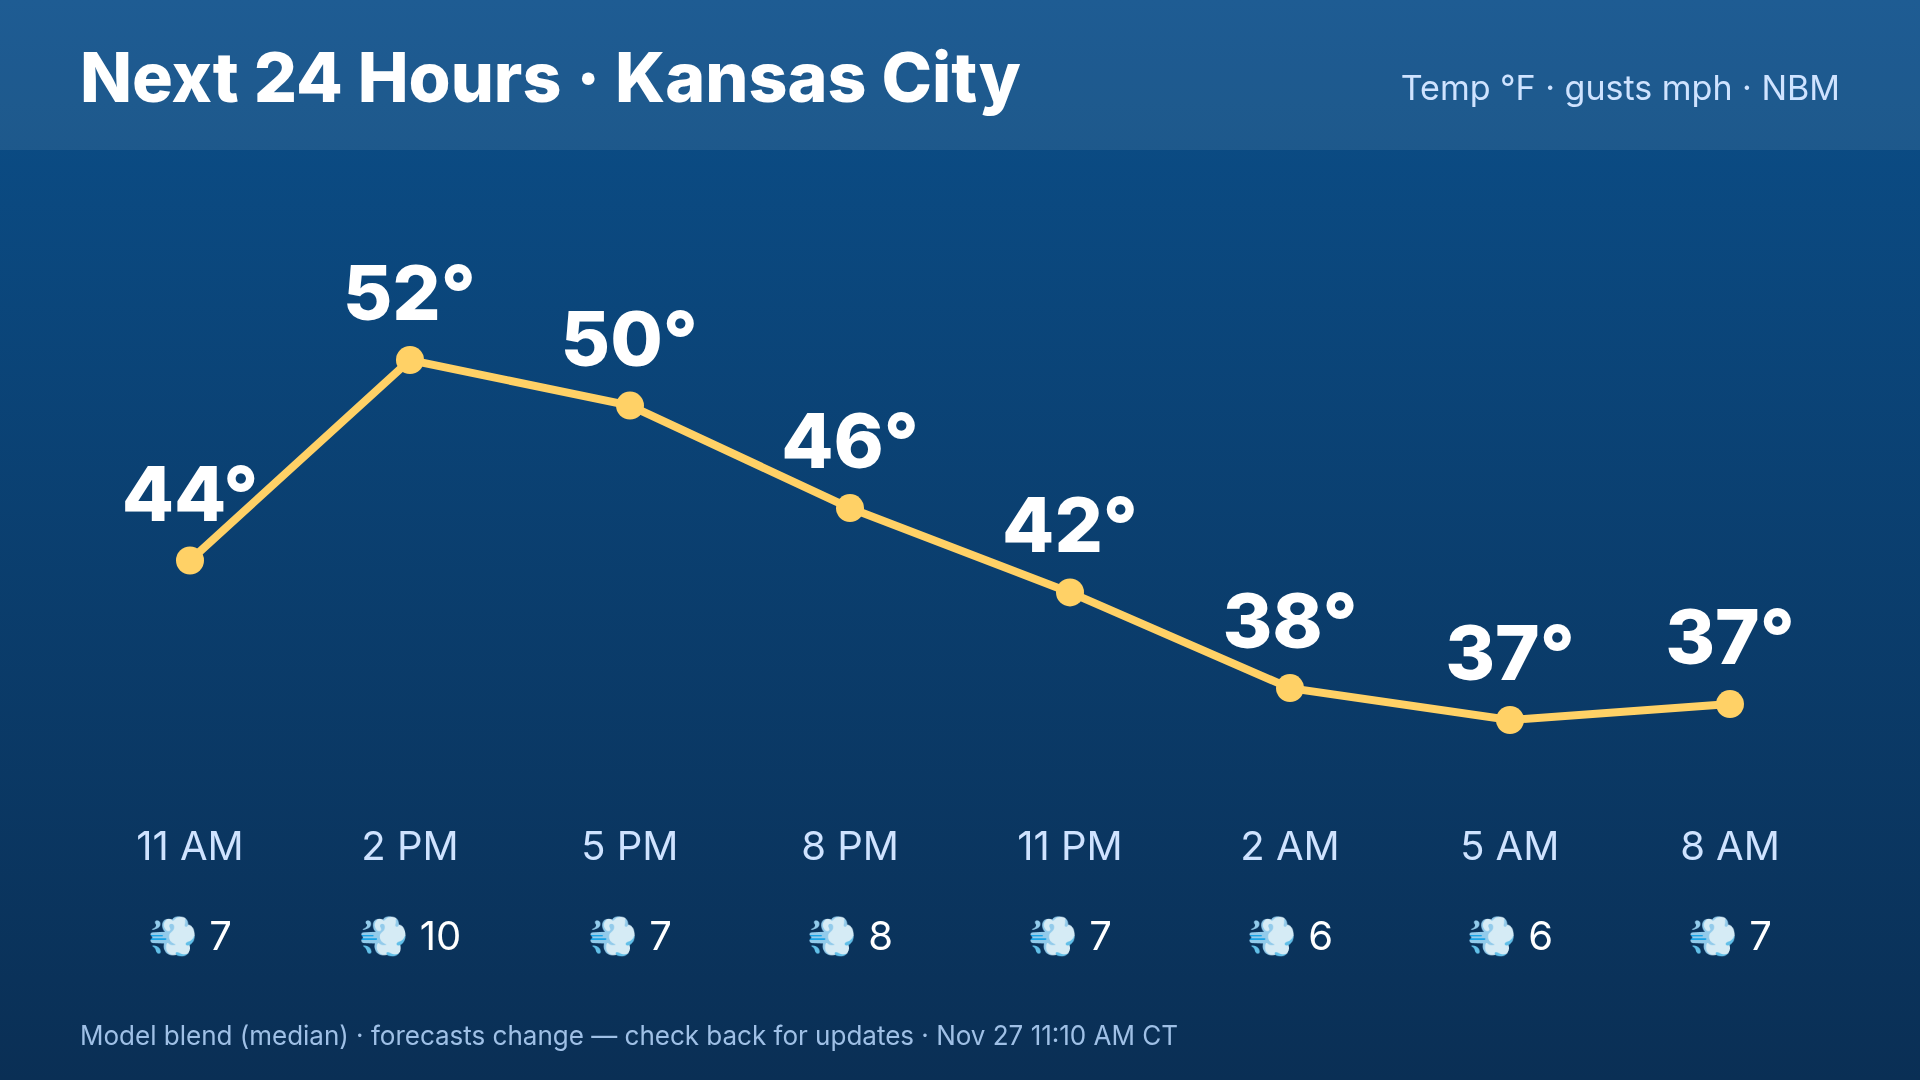 Next 24 Hours · Kansas City
Temp °F · gusts mph · NBM
44° 52° 50° 46° 42° 38° 37° 37°
11 AM 2 PM 5 PM 8 PM 11 PM 2 AM 5 AM 8 AM
💨 7 💨 10 💨 7 💨 8 💨 7 💨 6 💨 6 💨 7
Model blend (median) · forecasts change — check back for updates · Nov 27 11:10 AM CT